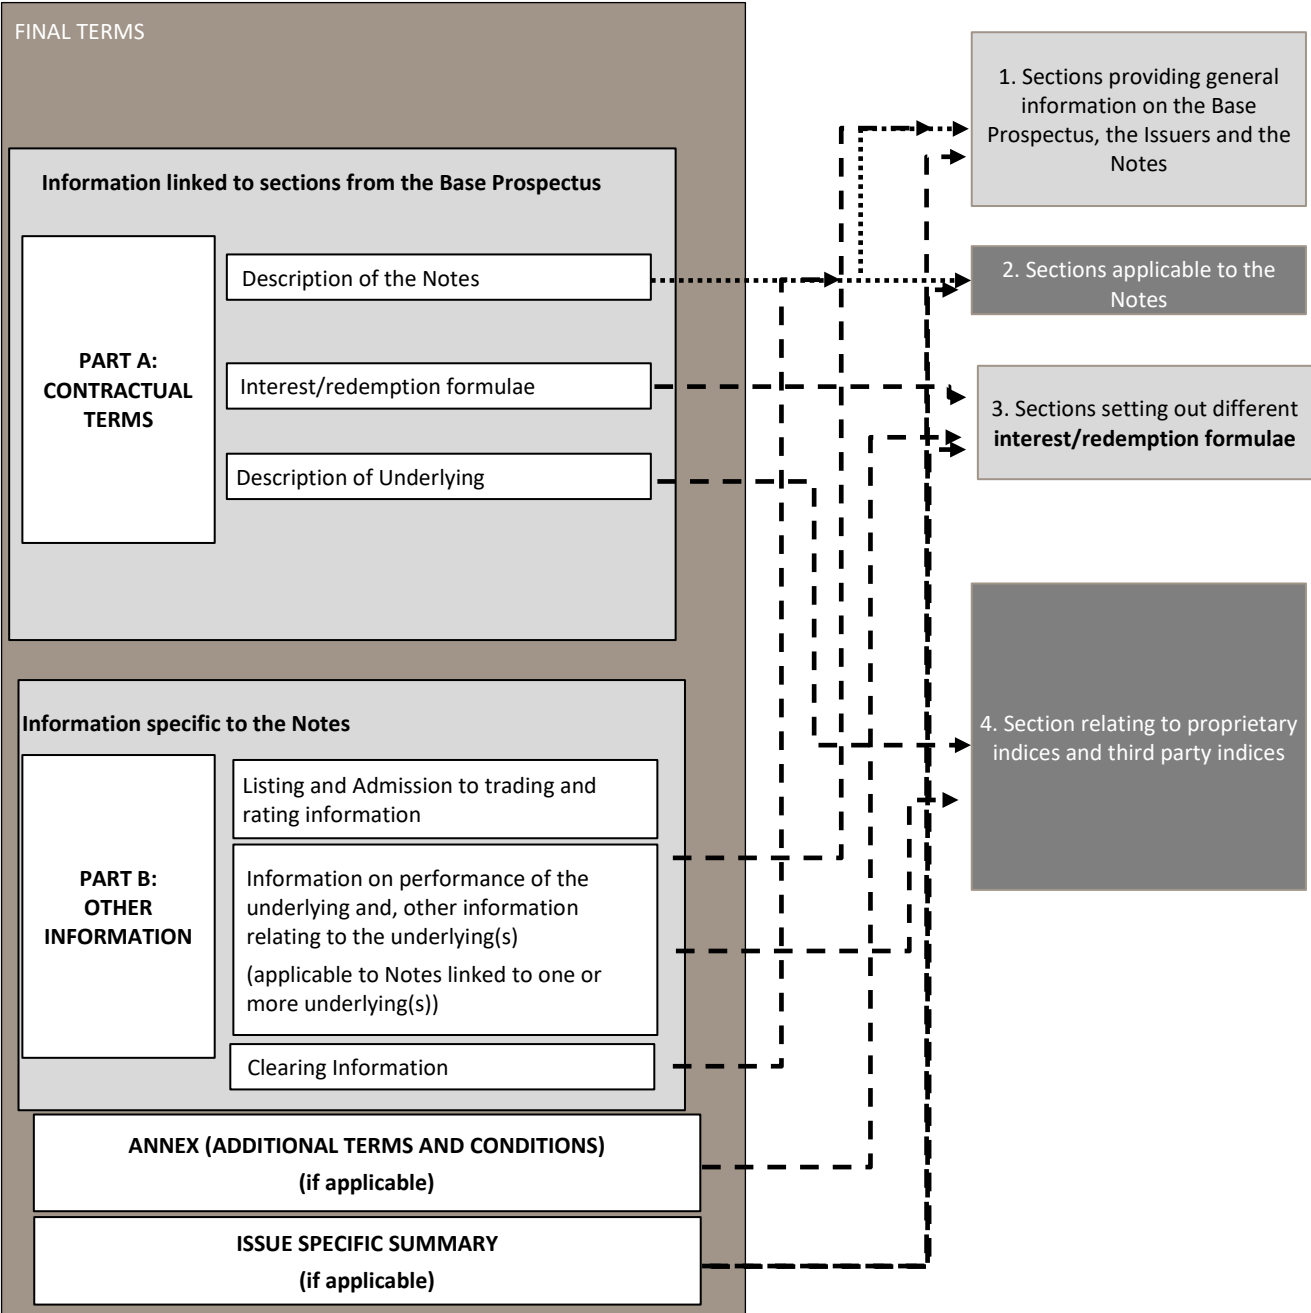 FINAL TERMS
Information linked to sections from the Base Prospectus
PART A:
CONTRACTUAL
TERMS
Description of the Notes
Interest/redemption formulae
Description of Underlying
Information specific to the Notes
PART B:
OTHER
INFORMATION
Listing and Admission to trading and
rating information
Information on performance of the
underlying and, other information
relating to the underlying(s)
(applicable to Notes linked to one or
more underlying(s))
Clearing Information
ANNEX (ADDITIONAL TERMS AND CONDITIONS)
(if applicable)
ISSUE SPECIFIC SUMMARY
(if applicable)
1. Sections providing general
information on the Base
Prospectus, the Issuers and the
Notes
2. Sections applicable to the
Notes
3. Sections setting out different
interest/redemption formulae
4. Section relating to proprietary
indices and third party indices